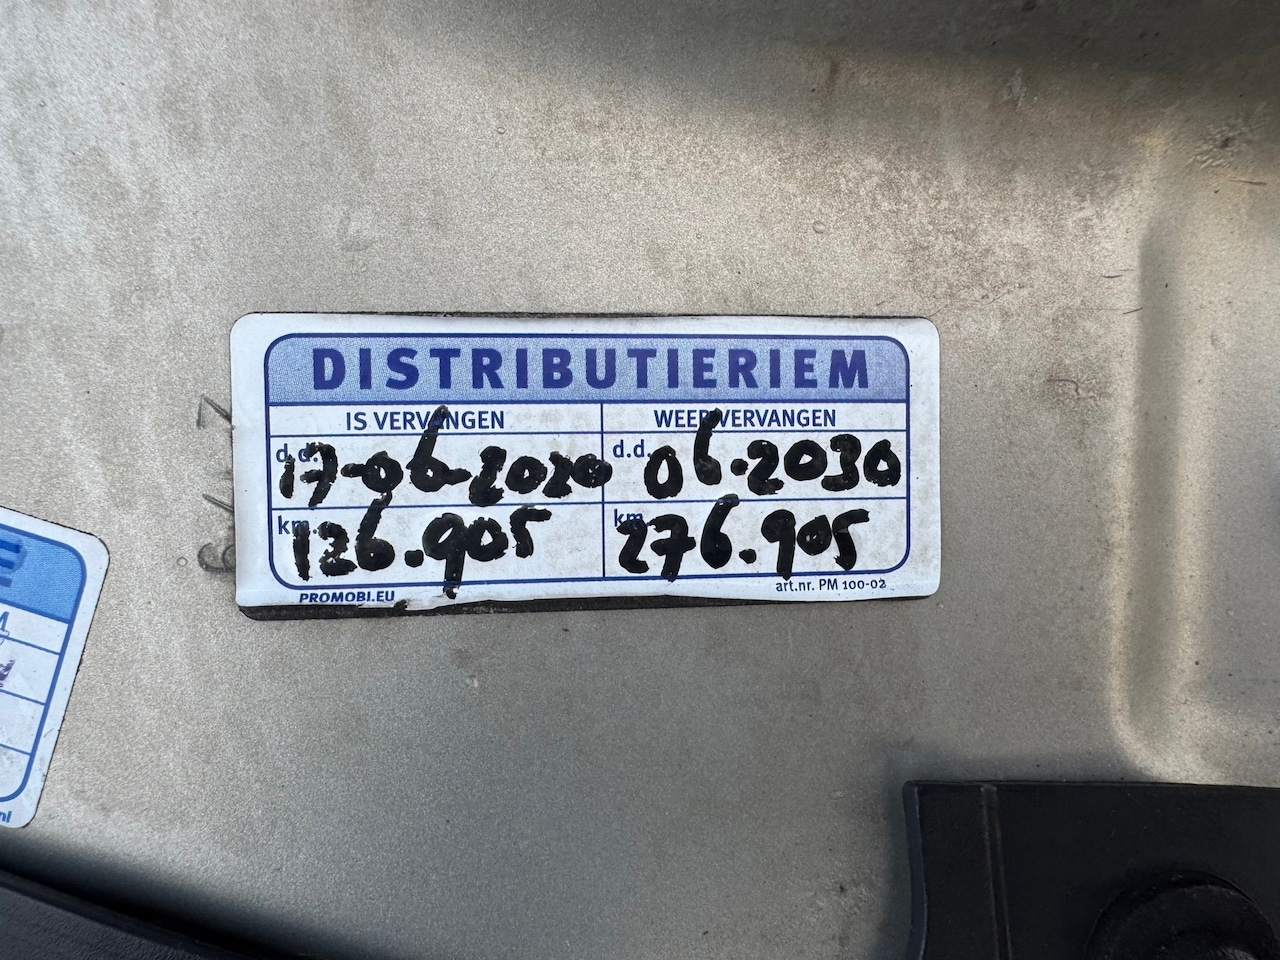 DISTRIBUTIERIEM
IS VERVANGEN WEER VERVANGEN
d.d. 17-06-2020 d.d. 06.2030
km. 126.905 km. 276.905
PROMOBI.EU art.nr. PM 100-02